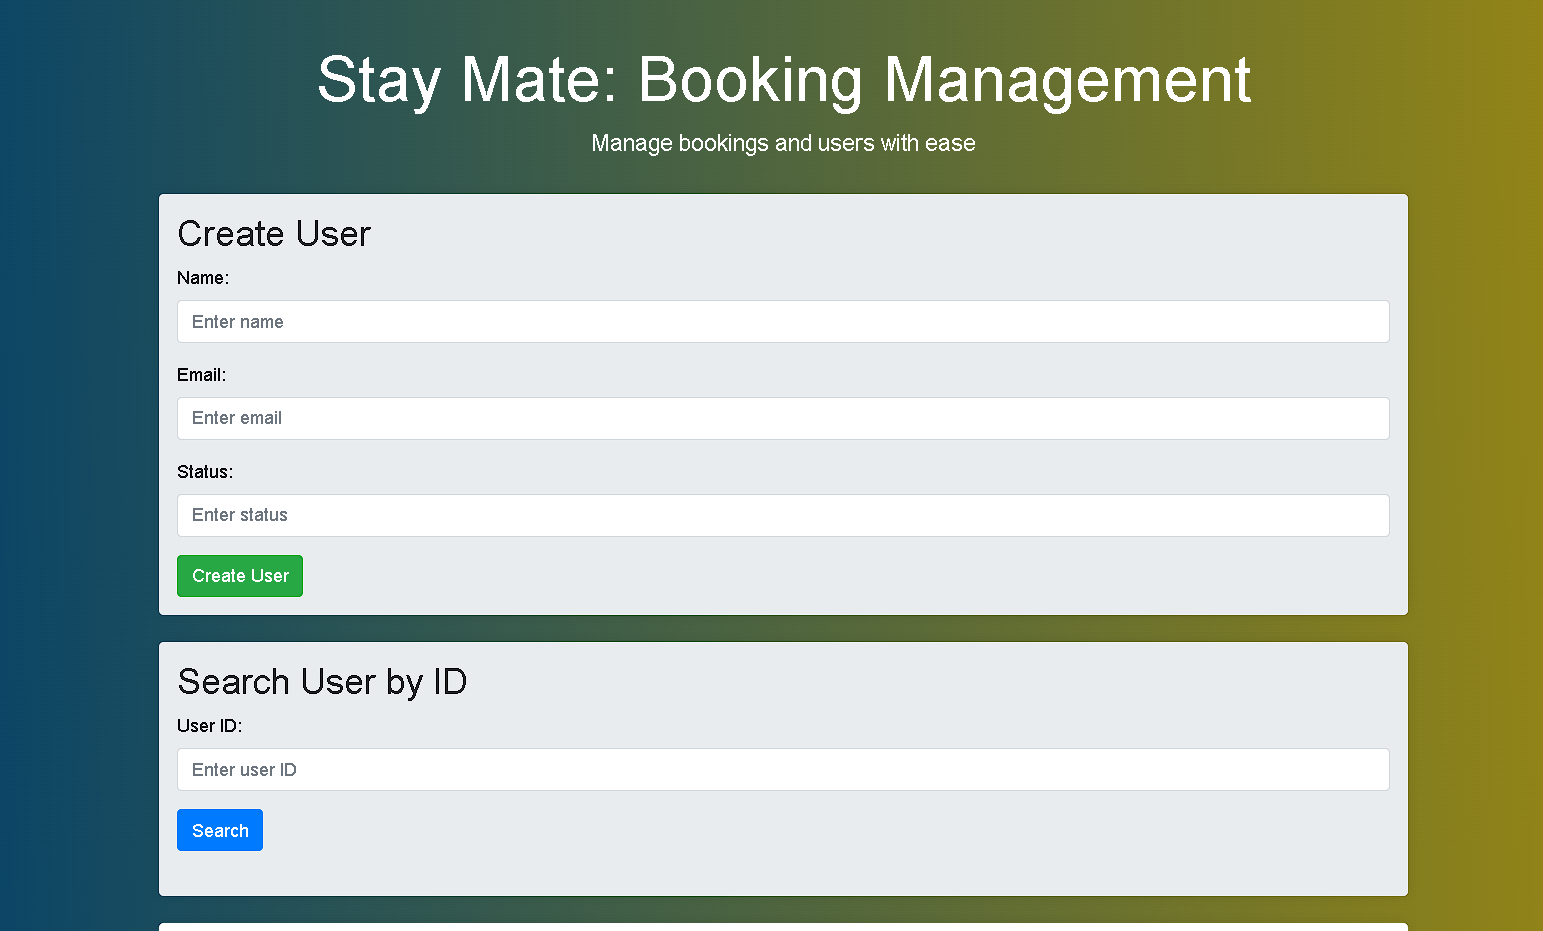 Stay Mate: Booking Management
Manage bookings and users with ease
Create User
Name:
Enter name
Email:
Enter email
Status:
Enter status
Create User
Search User by ID
User ID:
Enter user ID
Search